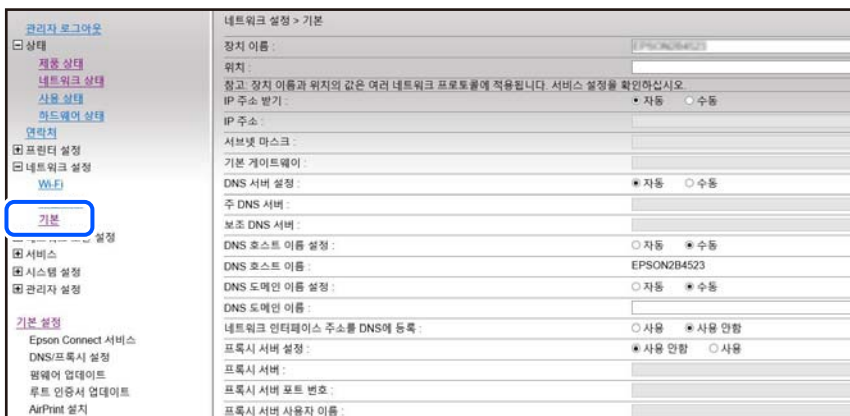 관리자 로그아웃
상태
제품 상태
네트워크 상태
사용 상태
하드웨어 상태
연락처
프린터 설정
네트워크 설정
Wi-Fi
기본
설정
서비스
시스템 설정
관리자 설정
기본 설정
Epson Connect 서비스
DNS/프록시 설정
펌웨어 업데이트
루트 인증서 업데이트
AirPrint 설치
네트워크 설정 > 기본
장치 이름 :
위치 :
참고: 장치 이름과 위치의 값은 여러 네트워크 프로토콜에 적용됩니다. 서비스 설정을 확인하십시오.
IP 주소 받기 : 자동 수동
IP 주소 :
서브넷 마스크 :
기본 게이트웨이 :
DNS 서버 설정 : 자동 수동
주 DNS 서버 :
보조 DNS 서버 :
DNS 호스트 이름 설정 : 자동 수동
DNS 호스트 이름 : EPSON2B4523
DNS 도메인 이름 설정 : 자동 수동
DNS 도메인 이름 :
네트워크 인터페이스 주소를 DNS에 등록 : 사용 사용 안함
프록시 서버 설정 : 사용 안함 사용
프록시 서버 :
프록시 서버 포트 번호 :
프록시 서버 사용자 이름 :